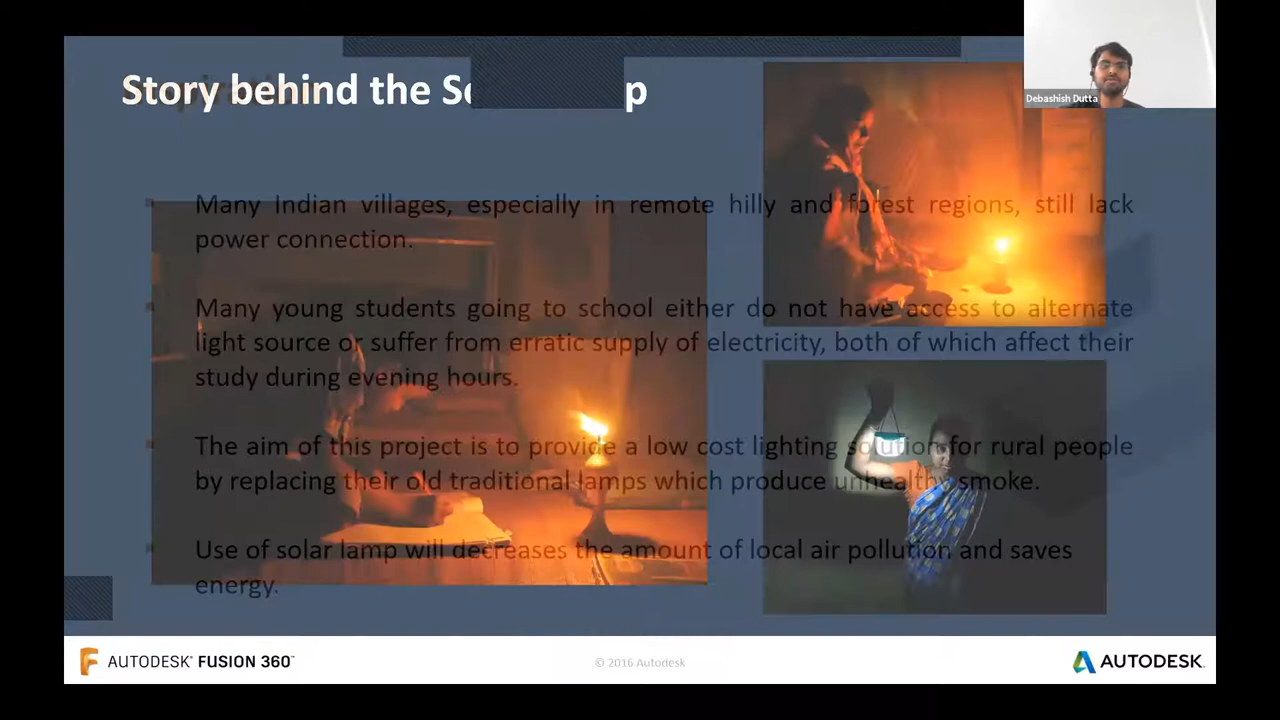 Story behind the S p
Debashish Dutta
Many Indian villages, especially in remote hilly and forest regions, still lack
power connection.
Many young students going to school either do not have access to alternate
light source or suffer from erratic supply of electricity, both of which affect their
study during evening hours.
The aim of this project is to provide a low cost lighting solution for rural people
by replacing their old traditional lamps which produce unhealthy smoke.
Use of solar lamp will decreases the amount of local air pollution and saves
energy.
AUTODESK FUSION 360™
© 2016 Autodesk
AUTODESK.